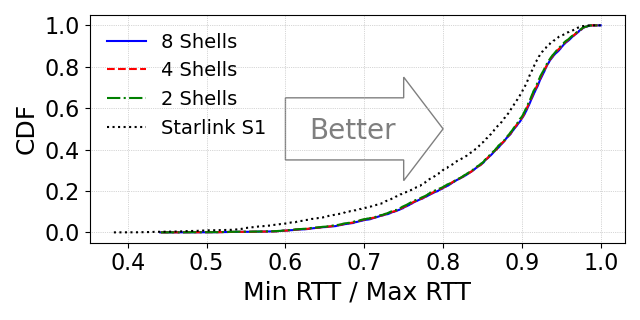 1.0
0.8
0.6
0.4
0.2
0.0
CDF
8 Shells
4 Shells
2 Shells
Starlink S1
Better
0.4 0.5 0.6 0.7 0.8 0.9 1.0
Min RTT / Max RTT